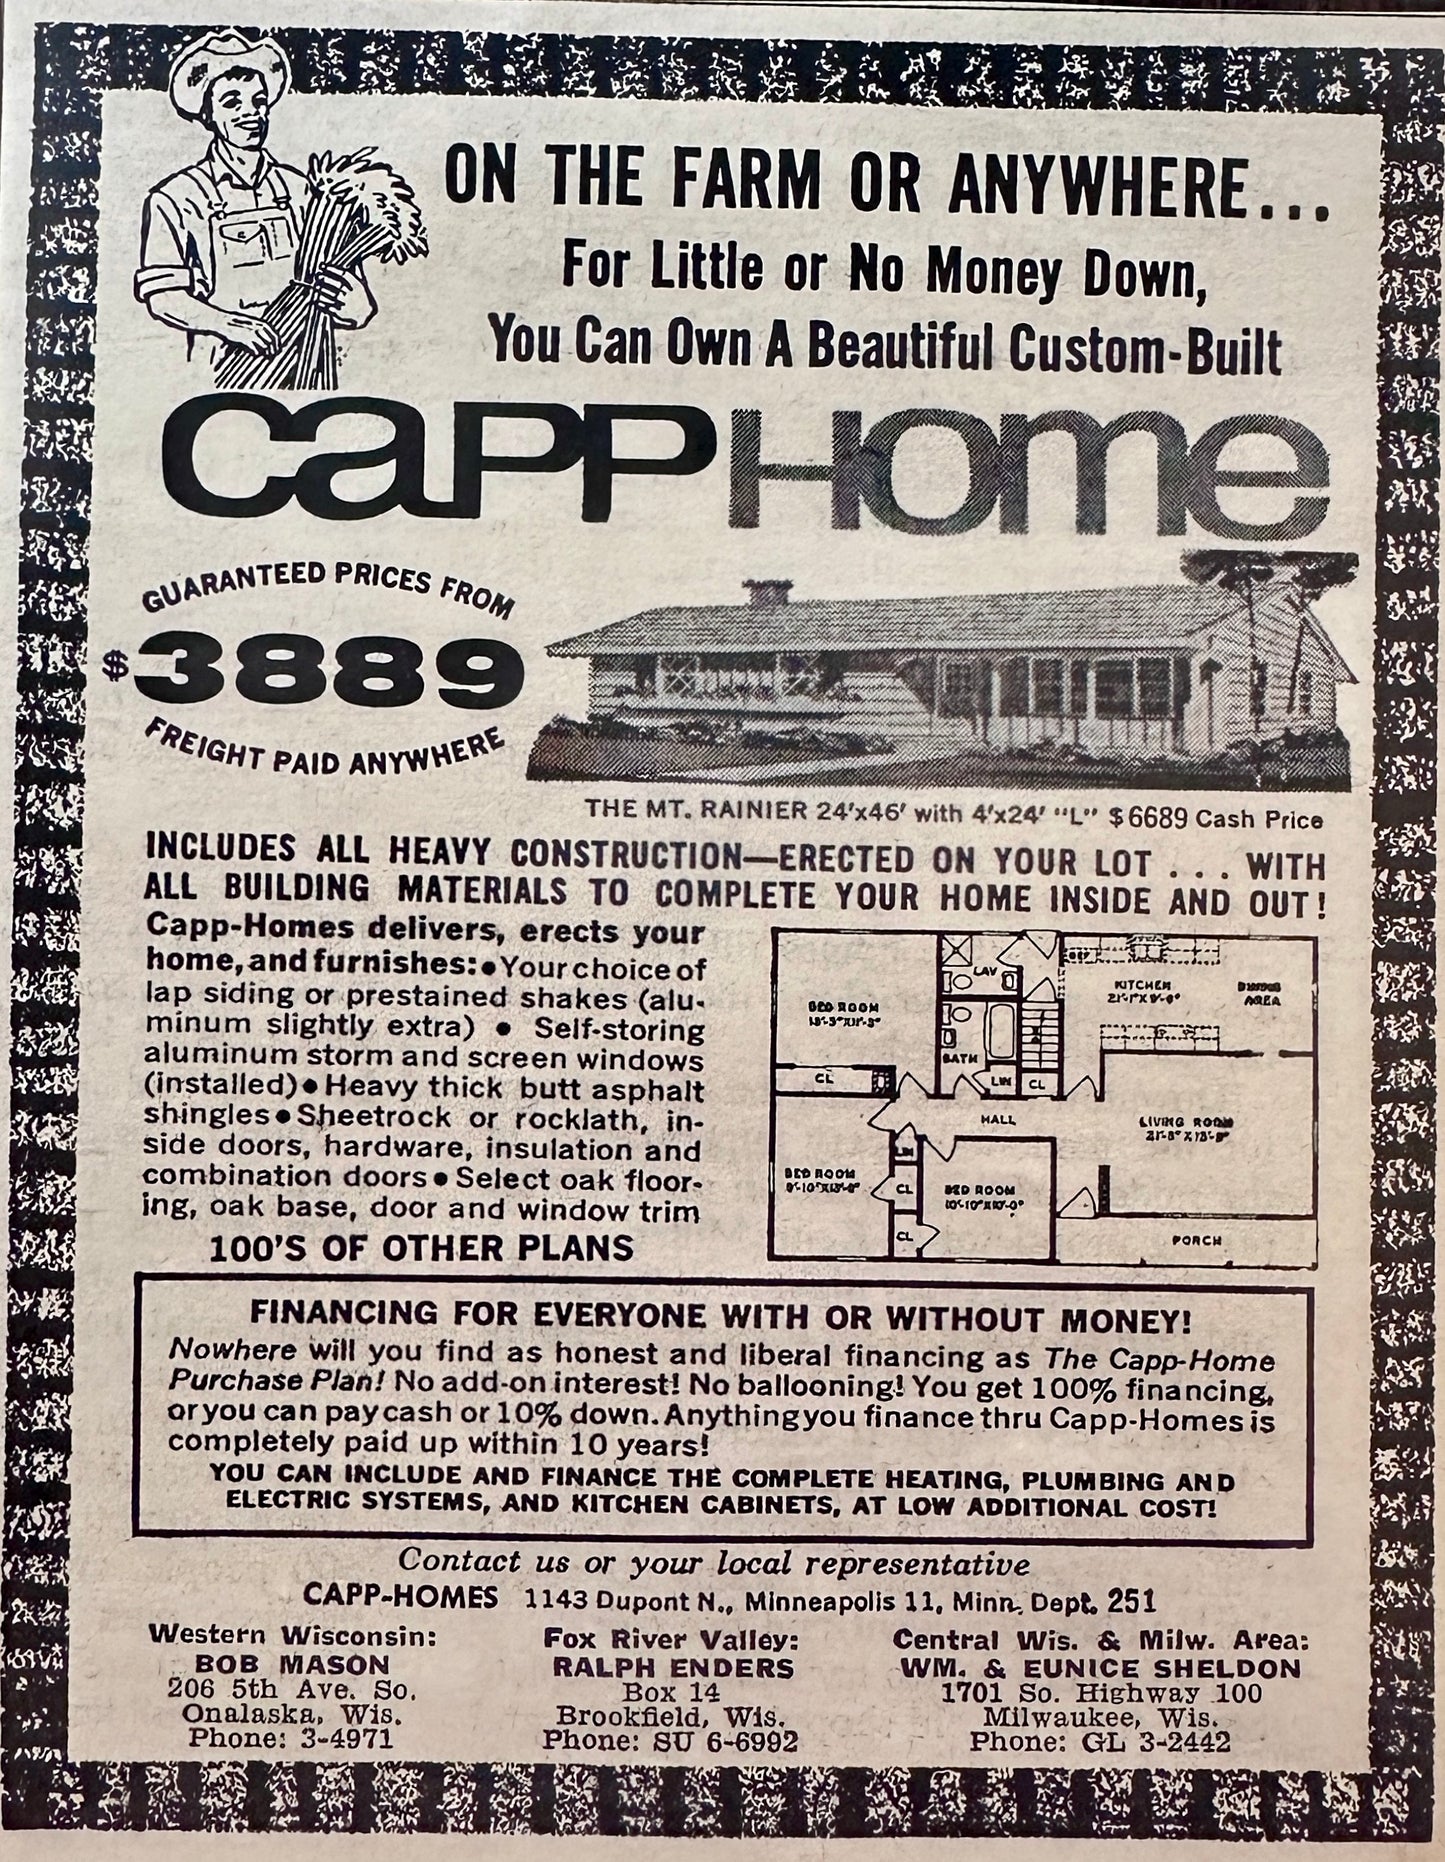 ON THE FARM OR ANYWHERE...
For Little or No Money Down,
You Can Own A Beautiful Custom-Built
CAPP HOME
GUARANTEED PRICES FROM
$3889
FREIGHT PAID ANYWHERE
THE MT. RAINIER 24'x46' with 4'x24' "L" $6689 Cash Price
INCLUDES ALL HEAVY CONSTRUCTION—ERECTED ON YOUR LOT . . . WITH
ALL BUILDING MATERIALS TO COMPLETE YOUR HOME INSIDE AND OUT!
Capp-Homes delivers, erects your
home, and furnishes: • Your choice of
lap siding or prestained shakes (alu-
minum slightly extra) • Self-storing
aluminum storm and screen windows
(installed) • Heavy thick butt asphalt
shingles • Sheetrock or rocklath, in-
side doors, hardware, insulation and
combination doors • Select oak floor-
ing, oak base, door and window trim
100'S OF OTHER PLANS
LAV
KITCHEN
DINING
AREA
BED ROOM
BATH
LIN
CL
CL
HALL
LIVING ROOM
LIN
BED ROOM
CL
BED ROOM
CL
PORCH
FINANCING FOR EVERYONE WITH OR WITHOUT MONEY!
Nowhere will you find as honest and liberal financing as The Capp-Home
Purchase Plan! No add-on interest! No ballooning! You get 100% financing,
or you can pay cash or 10% down. Anything you finance thru Capp-Homes is
completely paid up within 10 years!
YOU CAN INCLUDE AND FINANCE THE COMPLETE HEATING, PLUMBING AND
ELECTRIC SYSTEMS, AND KITCHEN CABINETS, AT LOW ADDITIONAL COST!
Contact us or your local representative
CAPP-HOMES 1143 Dupont N., Minneapolis 11, Minn. Dept. 251
Western Wisconsin:
BOB MASON
206 5th Ave. So.
Onalaska, Wis.
Phone: 3-4971
Fox River Valley:
RALPH ENDERS
Box 14
Brookfield, Wis.
Phone: SU 6-6992
Central Wis. & Milw. Area:
WM. & EUNICE SHELDON
1701 So. Highway 100
Milwaukee, Wis.
Phone: GL 3-2442